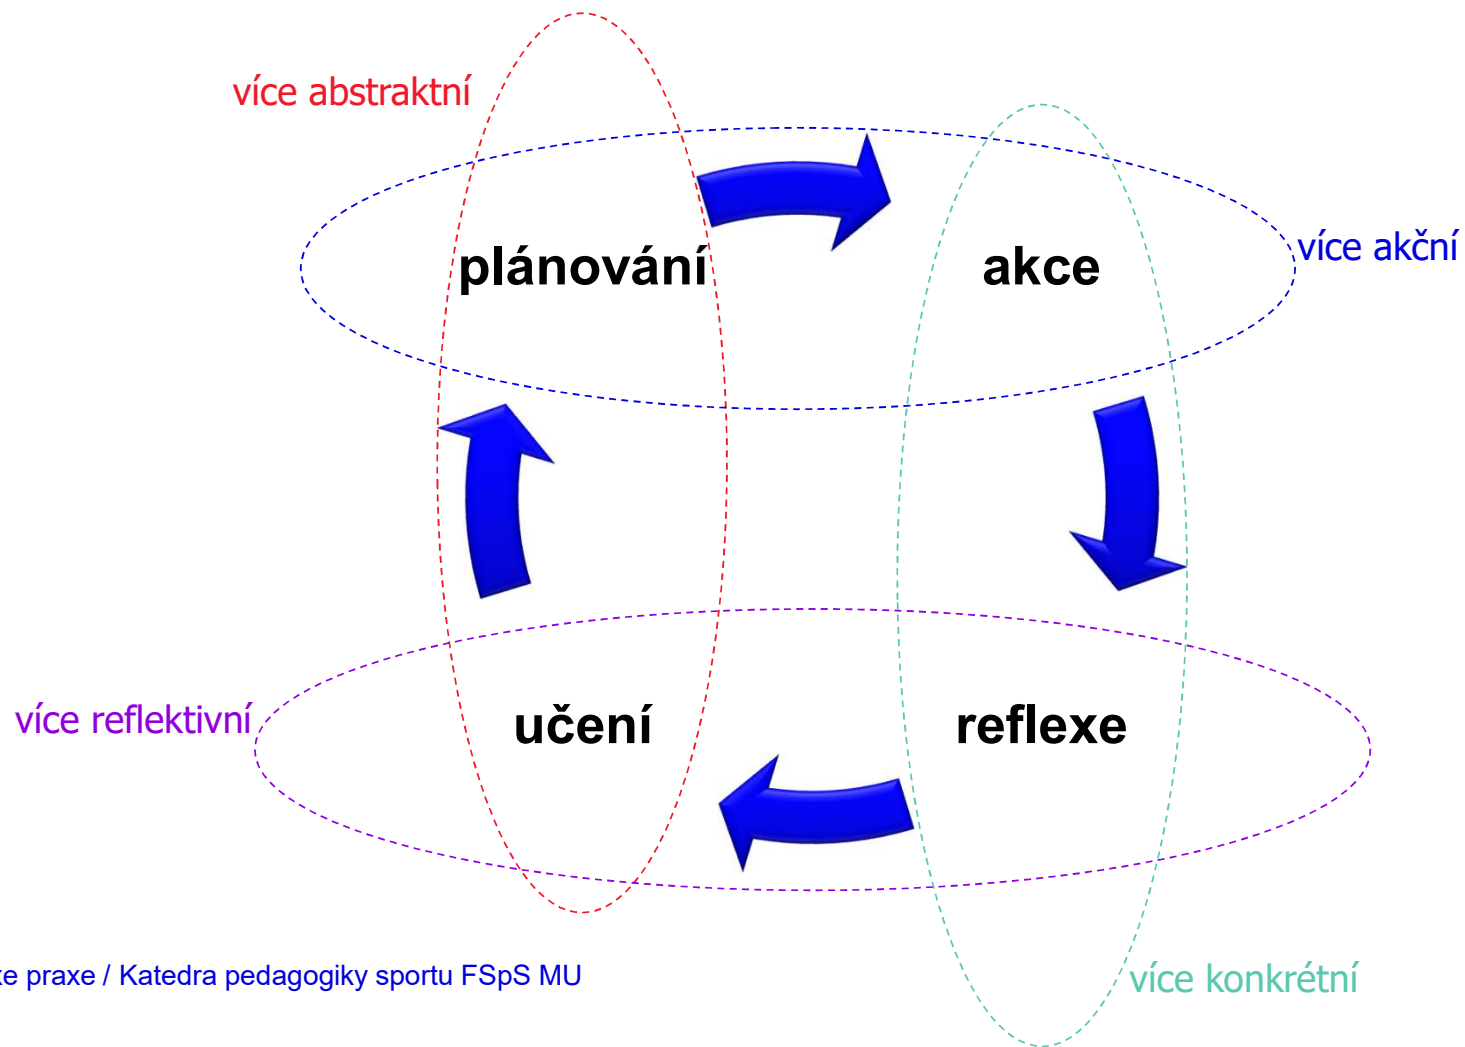 více abstraktní
plánování
akce
více akční
více reflektivní
učení
reflexe
praxe / Katedra pedagogiky sportu FSpS MU
více konkrétní